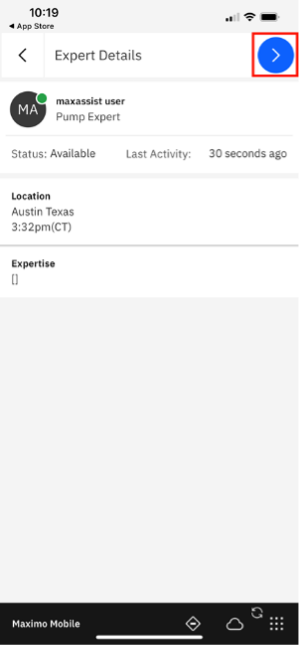 10:19
App Store
Expert Details
MA
maxassist user
Pump Expert
Status: Available Last Activity: 30 seconds ago
Location
Austin Texas
3:32pm(CT)
Expertise
[]
Maximo Mobile